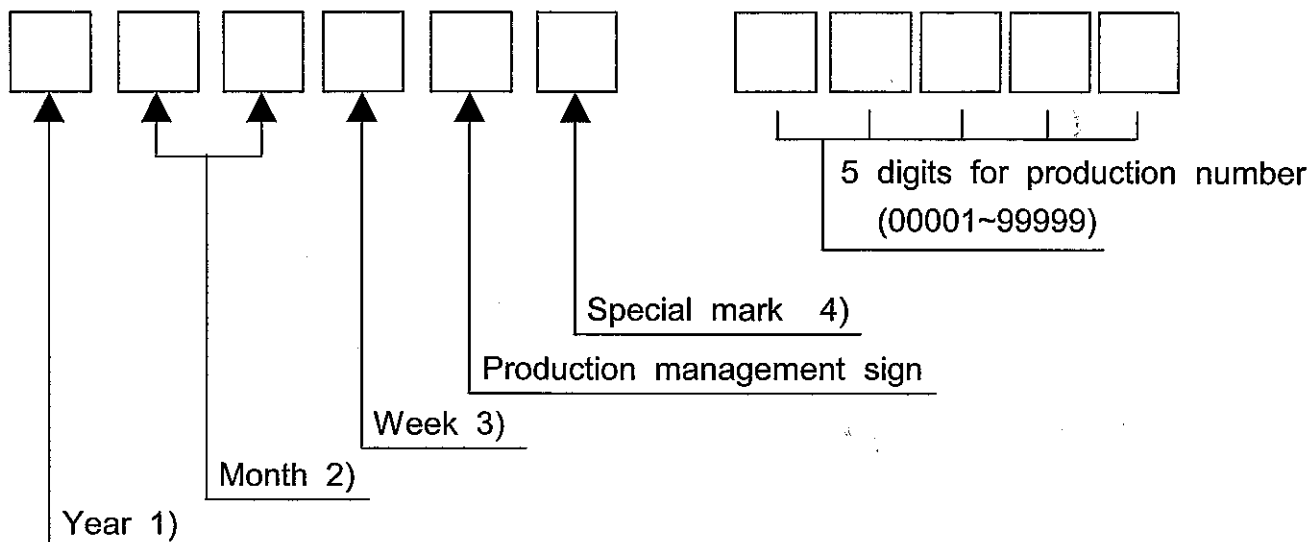 5 digits for production number
(00001~99999)
Special mark 4)
Production management sign
Week 3)
Month 2)
Year 1)